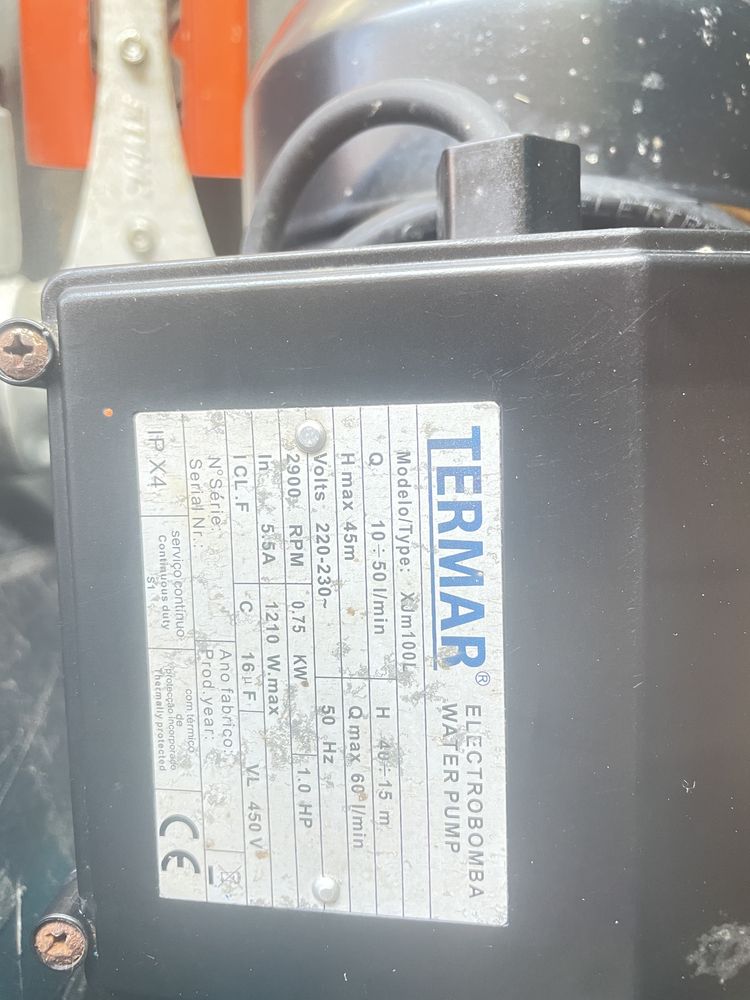 TERMAR® ELECTROBOMBA
WATER PUMP
Modelo/Type: XJm100L
Q 10÷50 l/min H 40÷15 m
H max 45m Q max 60 l/min
Volts 220-230~ 50 Hz
2900 RPM 0.75 KW 1.0 HP
In 5.5A 1210 W.max
I CL.F C 16μF VL 450V
NºSérie: Ano fabrico:
Serial Nr.: Prod.year:
IP X4 serviço contínuo
Continuous duty
S1
com térmico
de
protecção incorporado
Thermally protected
CE